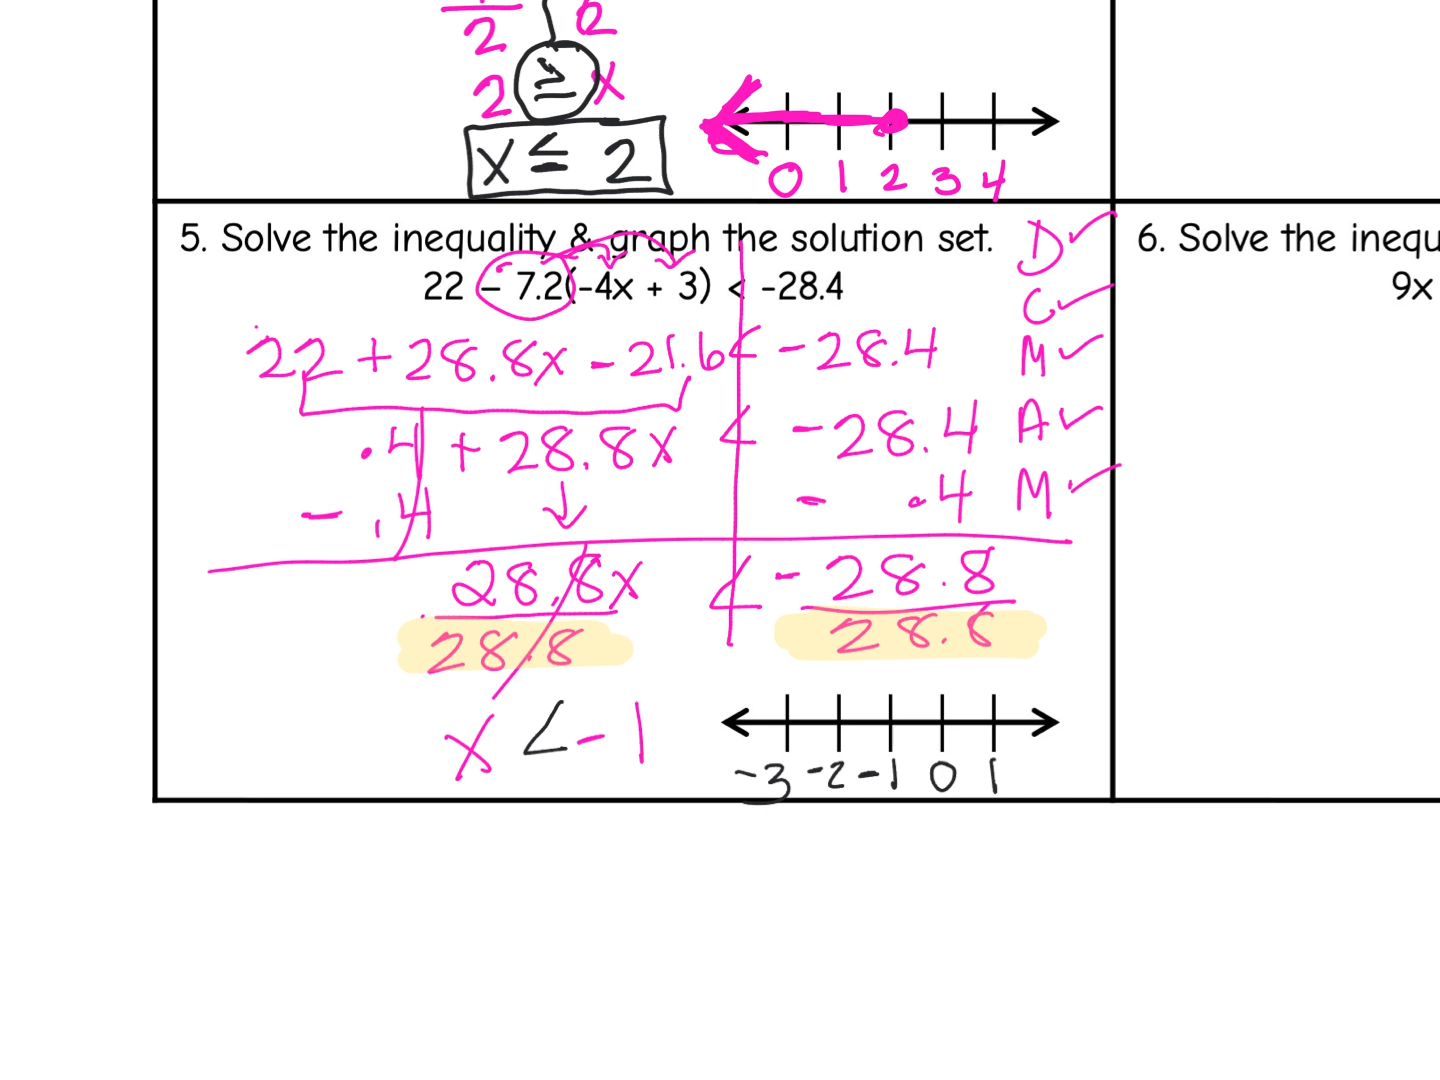 2 2
2 ≥ x
x ≤ 2
0 1 2 3 4
5. Solve the inequality & graph the solution set. D✓
22 - 7.2(-4x + 3) < -28.4 C✓
22 + 28.8x - 21.6 < -28.4 M✓
.4 + 28.8x < -28.4 A✓
- .4 ↓ - .4 M✓
28.8x < -28.8
28.8 28.8
x < -1
-3 -2 -1 0 1
6. Solve the inequ
9x